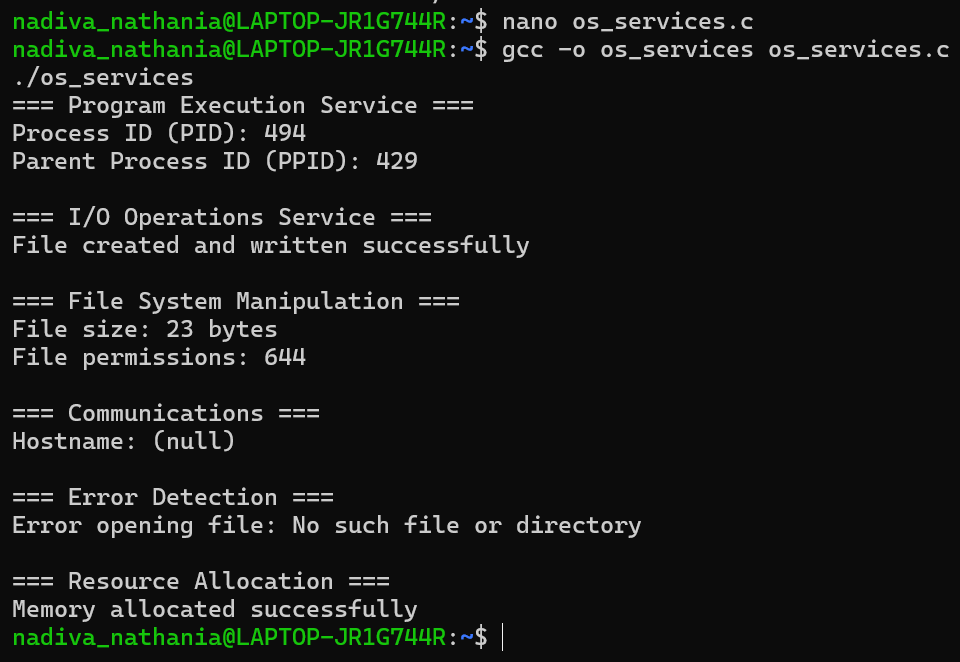 nadiva_nathania@LAPTOP-JR1G744R:~$ nano os_services.c
nadiva_nathania@LAPTOP-JR1G744R:~$ gcc -o os_services os_services.c
./os_services
=== Program Execution Service ===
Process ID (PID): 494
Parent Process ID (PPID): 429

=== I/O Operations Service ===
File created and written successfully

=== File System Manipulation ===
File size: 23 bytes
File permissions: 644

=== Communications ===
Hostname: (null)

=== Error Detection ===
Error opening file: No such file or directory

=== Resource Allocation ===
Memory allocated successfully
nadiva_nathania@LAPTOP-JR1G744R:~$